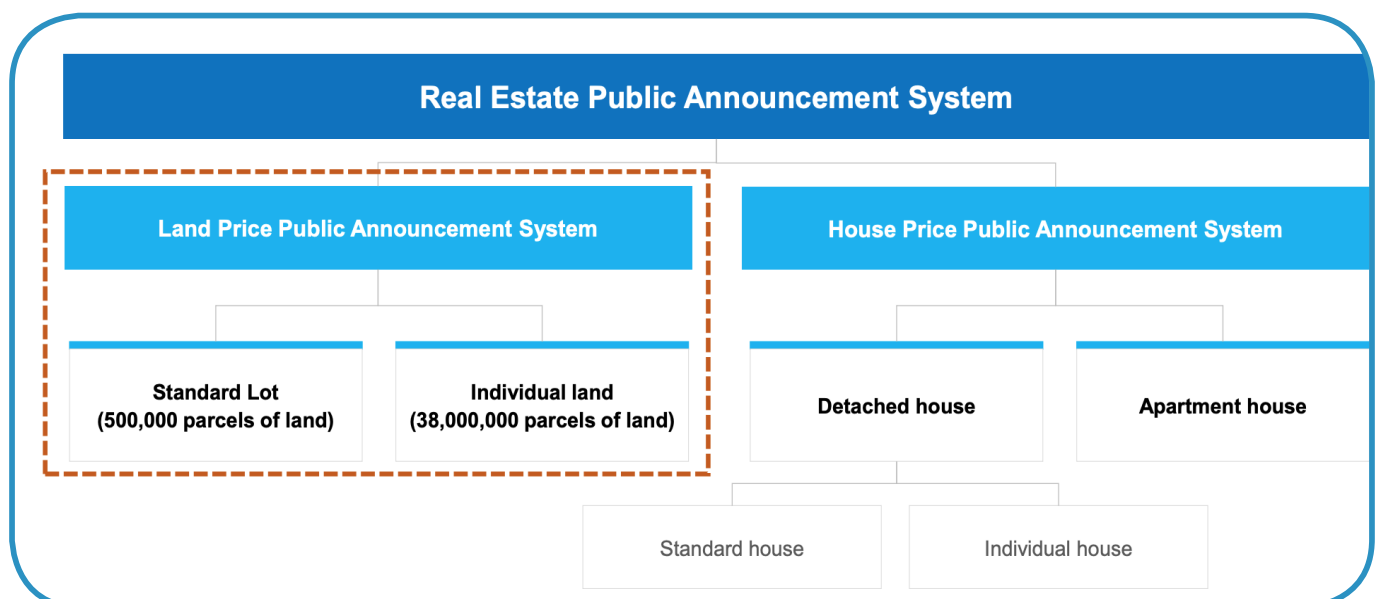 Real Estate Public Announcement System
Land Price Public Announcement System
House Price Public Announcement System
Standard Lot
(500,000 parcels of land)
Individual land
(38,000,000 parcels of land)
Detached house
Apartment house
Standard house
Individual house